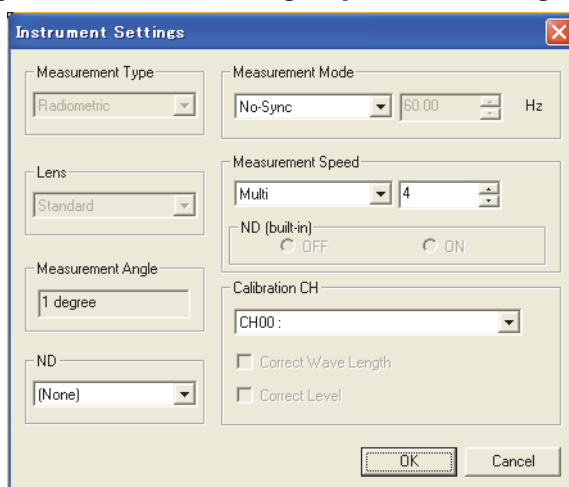 Instrument Settings
Measurement Type
Radiometric
Measurement Mode
No-Sync
60.00
Hz
Lens
Standard
Measurement Speed
Multi
4
ND (built-in)
OFF
ON
Measurement Angle
1 degree
Calibration CH
CH00 :
Correct Wave Length
Correct Level
ND
(None)
OK
Cancel